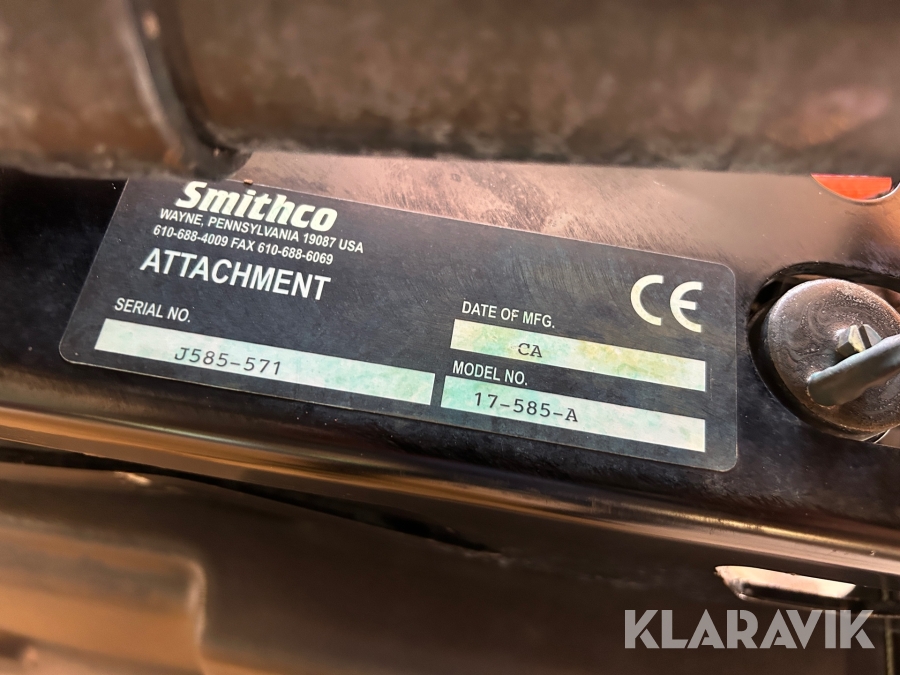 Smithco
WAYNE, PENNSYLVANIA 19087 USA
610-688-4009 FAX 610-688-6069
ATTACHMENT
SERIAL NO.
J585-571
DATE OF MFG.
CA
MODEL NO.
17-585-A
CE
KLARAVIK